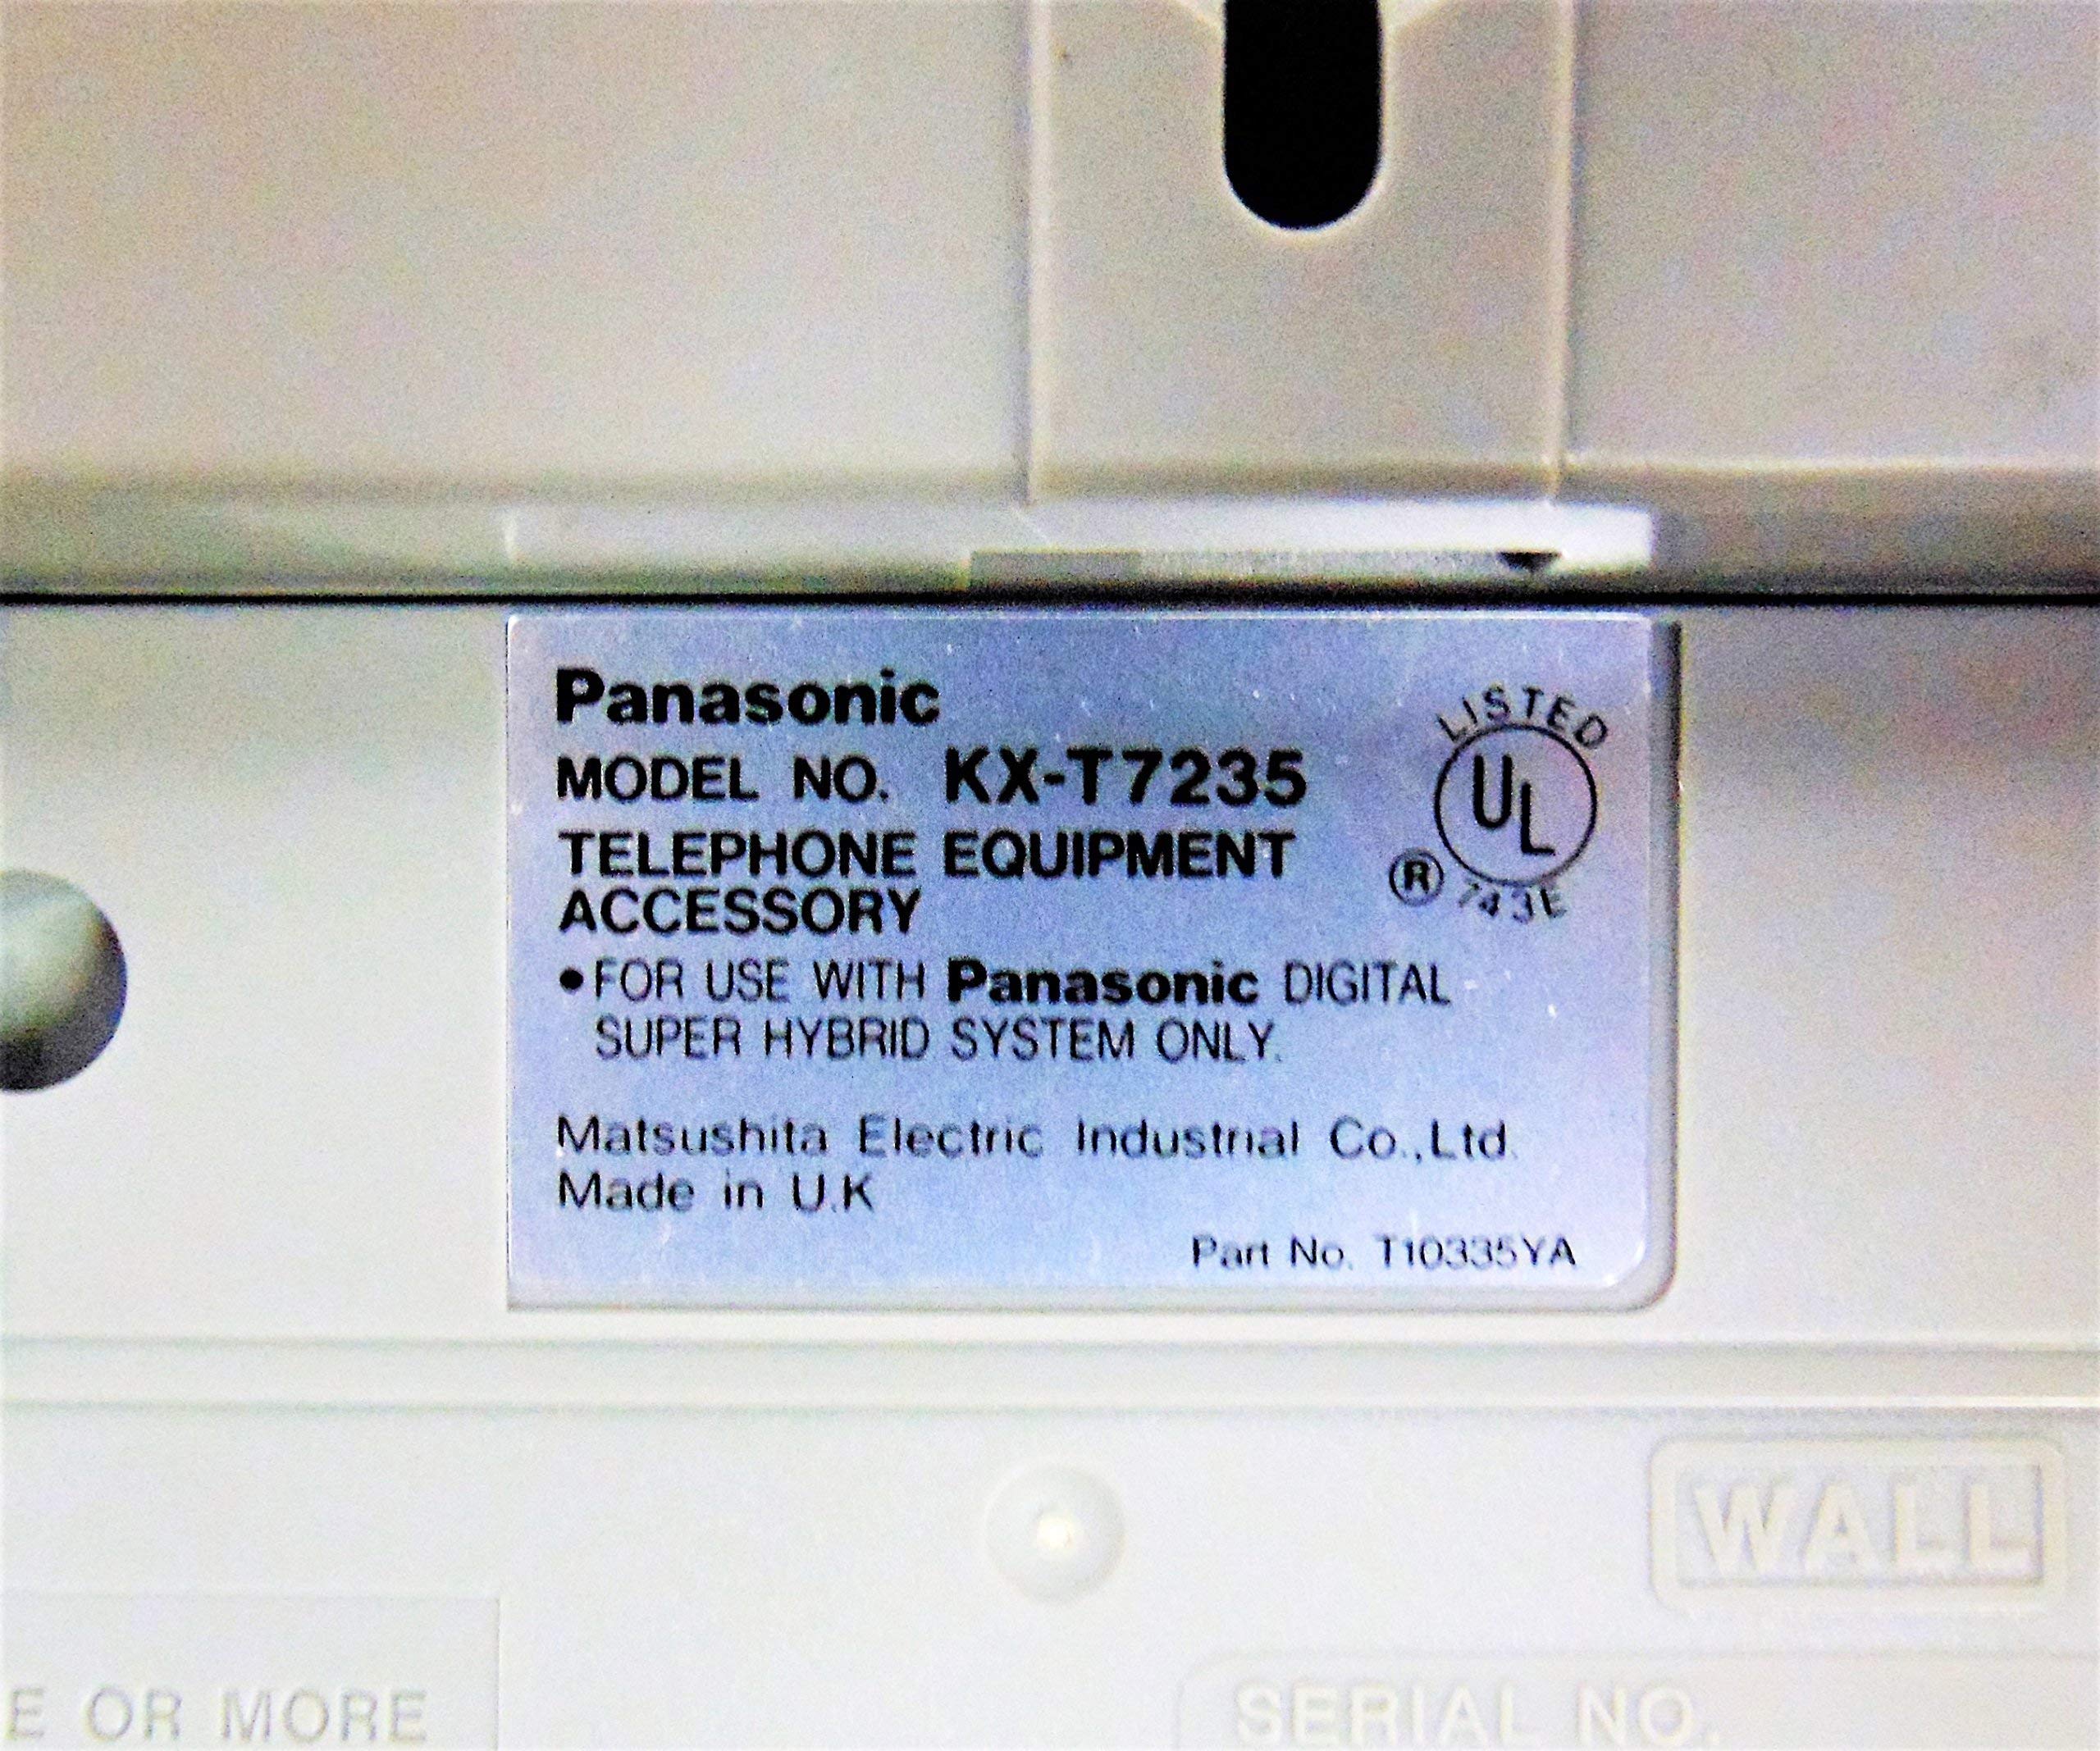 Panasonic
MODEL NO. KX-T7235
TELEPHONE EQUIPMENT
ACCESSORY
•FOR USE WITH Panasonic DIGITAL
SUPER HYBRID SYSTEM ONLY.
Matsushita Electric Industrial Co.,Ltd.
Made in U.K
Part No. T10335YA
LISTED
UL
® 743E
WALL
E OR MORE
SERIAL NO.